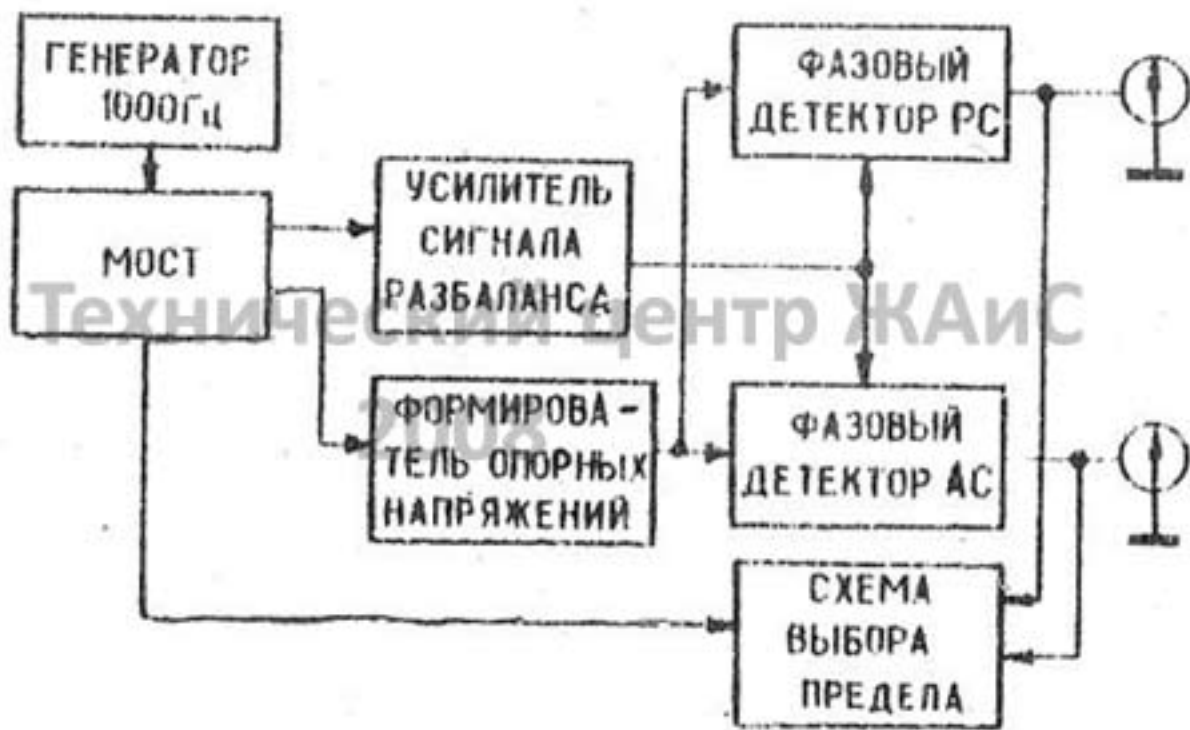 ГЕНЕРАТОР
1000Гц
МОСТ
УСИЛИТЕЛЬ
СИГНАЛА
РАЗБАЛАНСА
ФОРМИРОВА-
ТЕЛЬ ОПОРНЫХ
НАПРЯЖЕНИЙ
ФАЗОВЫЙ
ДЕТЕКТОР РС
ФАЗОВЫЙ
ДЕТЕКТОР АС
СХЕМА
ВЫБОРА
ПРЕДЕЛА
Технический центр ЖАиС
2008